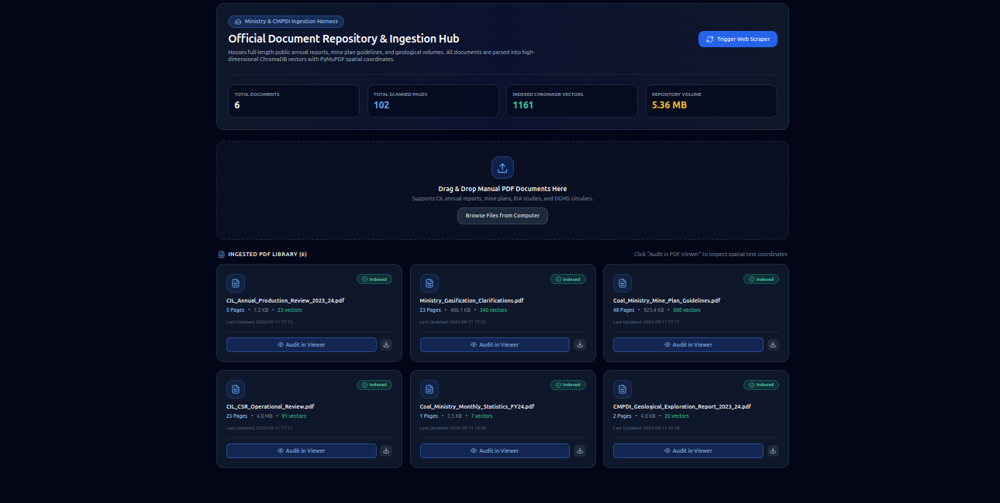 Ministry & CMPDI Ingestion Harness
Official Document Repository & Ingestion Hub
Trigger Web Scraper
Houses full-length public annual reports, mine plan guidelines, and geological volumes. All documents are parsed into high-
dimensional ChromaDB vectors with PyMuPDF spatial coordinates.
TOTAL DOCUMENTS
6
TOTAL SCANNED PAGES
102
INDEXED CHROMADB VECTORS
1161
REPOSITORY VOLUME
5.36 MB
Drag & Drop Manual PDF Documents Here
Supports CIL annual reports, mine plans, EIA studies, and DGMS circulars.
Browse Files from Computer
INGESTED PDF LIBRARY (6)
Click "Audit in PDF Viewer" to inspect spatial text coordinates
Indexed
CIL_Annual_Production_Review_2023_24.pdf
5 Pages • 7.2 KB • 23 vectors
Last Updated: 2026-09-11 17:15
Audit in Viewer
Indexed
Ministry_Gasification_Clarifications.pdf
23 Pages • 406.1 KB • 340 vectors
Last Updated: 2026-09-11 17:12
Audit in Viewer
Indexed
Coal_Ministry_Mine_Plan_Guidelines.pdf
48 Pages • 925.4 KB • 680 vectors
Last Updated: 2026-09-11 17:11
Audit in Viewer
Indexed
CIL_CSR_Operational_Review.pdf
23 Pages • 4.0 MB • 91 vectors
Last Updated: 2026-09-11 17:11
Audit in Viewer
Indexed
Coal_Ministry_Monthly_Statistics_FY24.pdf
1 Pages • 2.5 KB • 7 vectors
Last Updated: 2026-09-11 16:58
Audit in Viewer
Indexed
CMPDI_Geological_Exploration_Report_2023_24.pdf
2 Pages • 4.8 KB • 20 vectors
Last Updated: 2026-09-11 16:58
Audit in Viewer